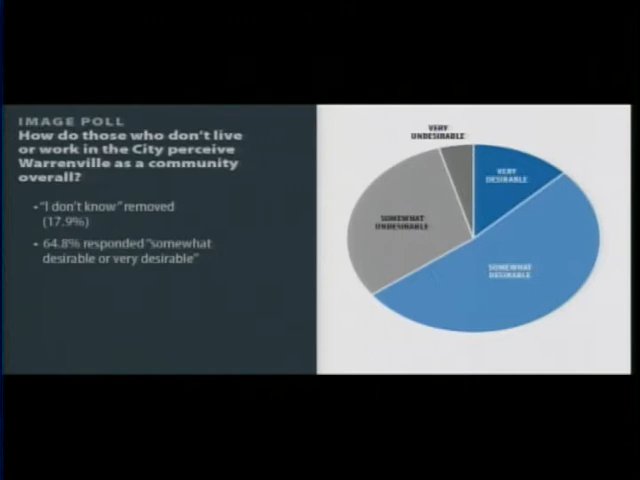 IMAGE POLL
How do those who don't live
or work in the City perceive
Warrenville as a community
overall?
• "I don't know" removed
(17.9%)
• 64.8% responded "somewhat
desirable or very desirable"
VERY
UNDESIRABLE
VERY
DESIRABLE
SOMEWHAT
UNDESIRABLE
SOMEWHAT
DESIRABLE